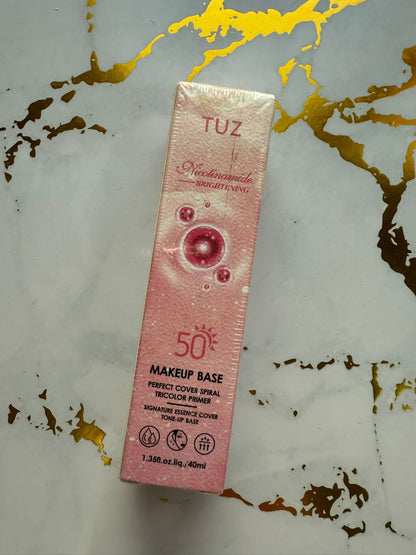 TUZ
Nicotinamide
BRIGHTENING
50
MAKEUP BASE
PERFECT COVER SPIRAL
TRICOLOR PRIMER
SIGNATURE ESSENCE COVER
TONE-UP BASE
1.35fl.oz.liq./40ml